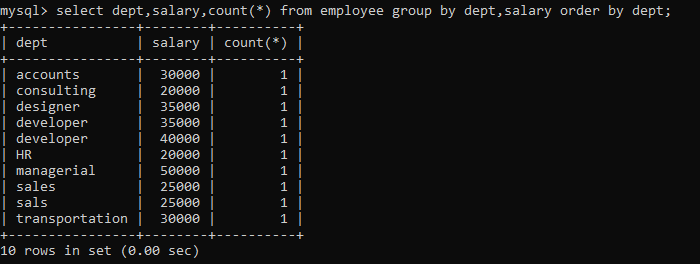 mysql> select dept,salary,count(*) from employee group by dept,salary order by dept;
+----------------+--------+----------+
| dept           | salary | count(*) |
+----------------+--------+----------+
| accounts       |  30000 |        1 |
| consulting     |  20000 |        1 |
| designer       |  35000 |        1 |
| developer      |  35000 |        1 |
| developer      |  40000 |        1 |
| HR             |  20000 |        1 |
| managerial     |  50000 |        1 |
| sales          |  25000 |        1 |
| sals           |  25000 |        1 |
| transportation |  30000 |        1 |
+----------------+--------+----------+
10 rows in set (0.00 sec)